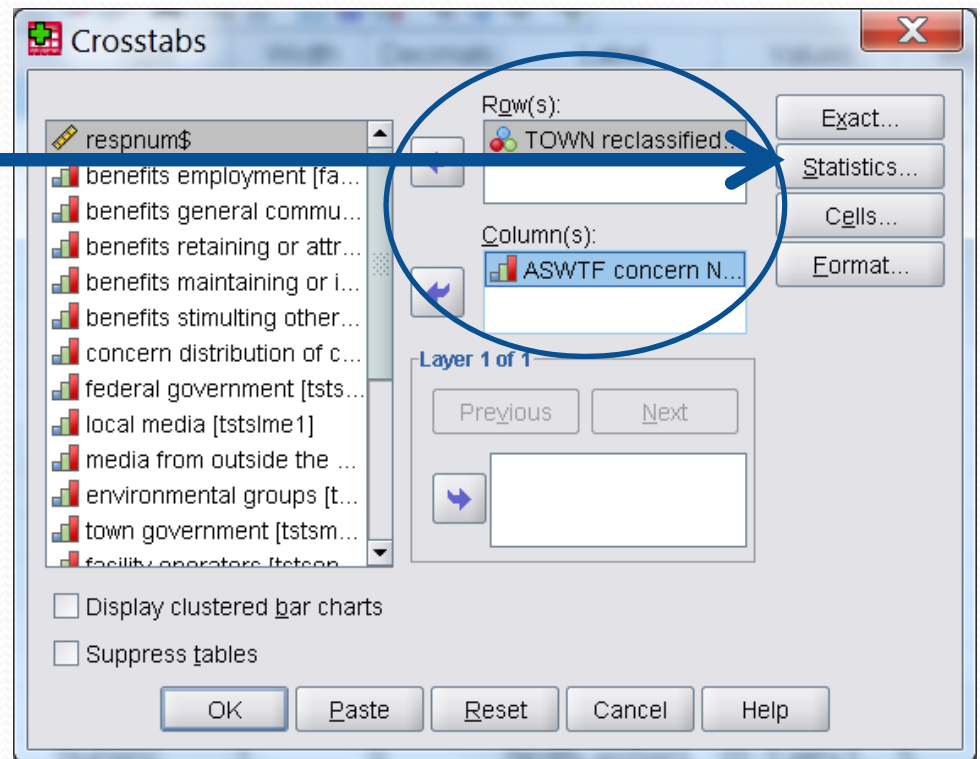 Crosstabs
respnum$
benefits employment [fa...
benefits general commu...
benefits retaining or attr...
benefits maintaining or i...
benefits stimulting other...
concern distribution of c...
federal government [tsts...
local media [tstslme1]
media from outside the ...
environmental groups [t...
town government [tstsm...
Row(s):
TOWN reclassified...
Column(s):
ASWTF concern N...
Layer 1 of 1
Previous
Next
Exact...
Statistics...
Cells...
Format...
Display clustered bar charts
Suppress tables
OK
Paste
Reset
Cancel
Help